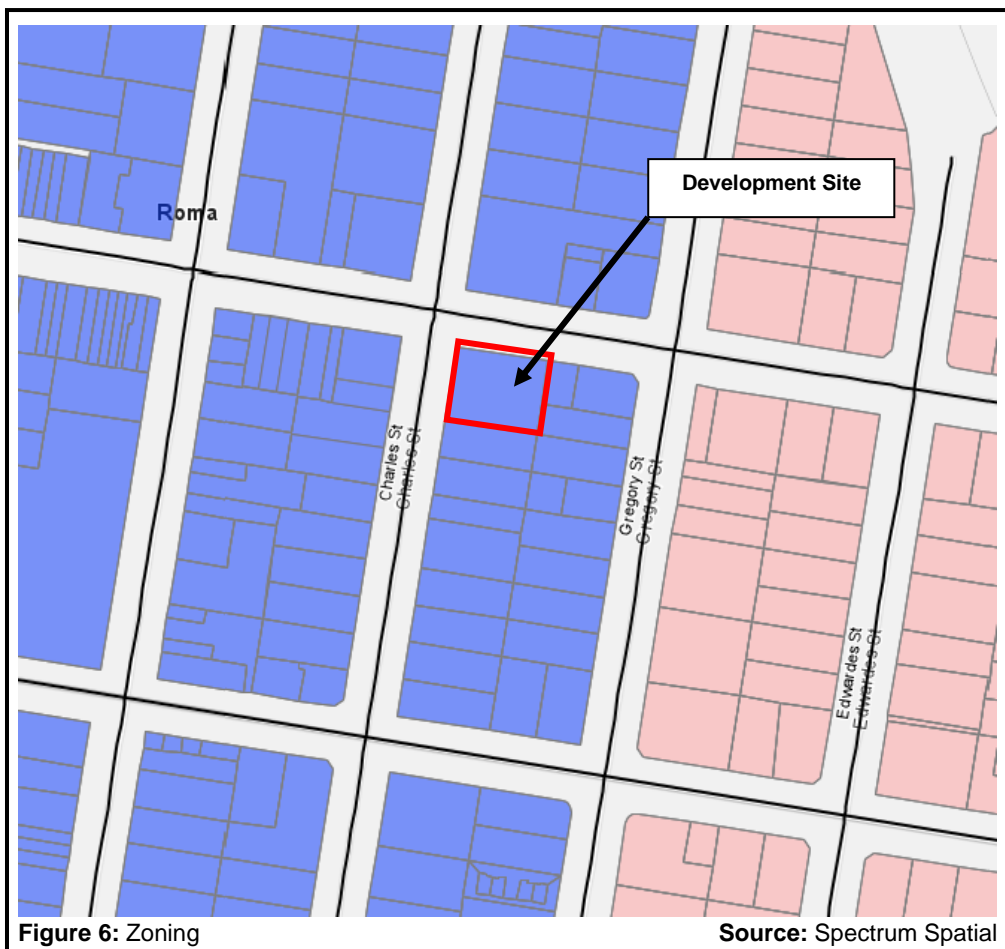 Development Site
Roma
Charles St
Charles St
Gregory St
Gregory St
Edwardes St
Edwardes St
Figure 6: Zoning
Source: Spectrum Spatial